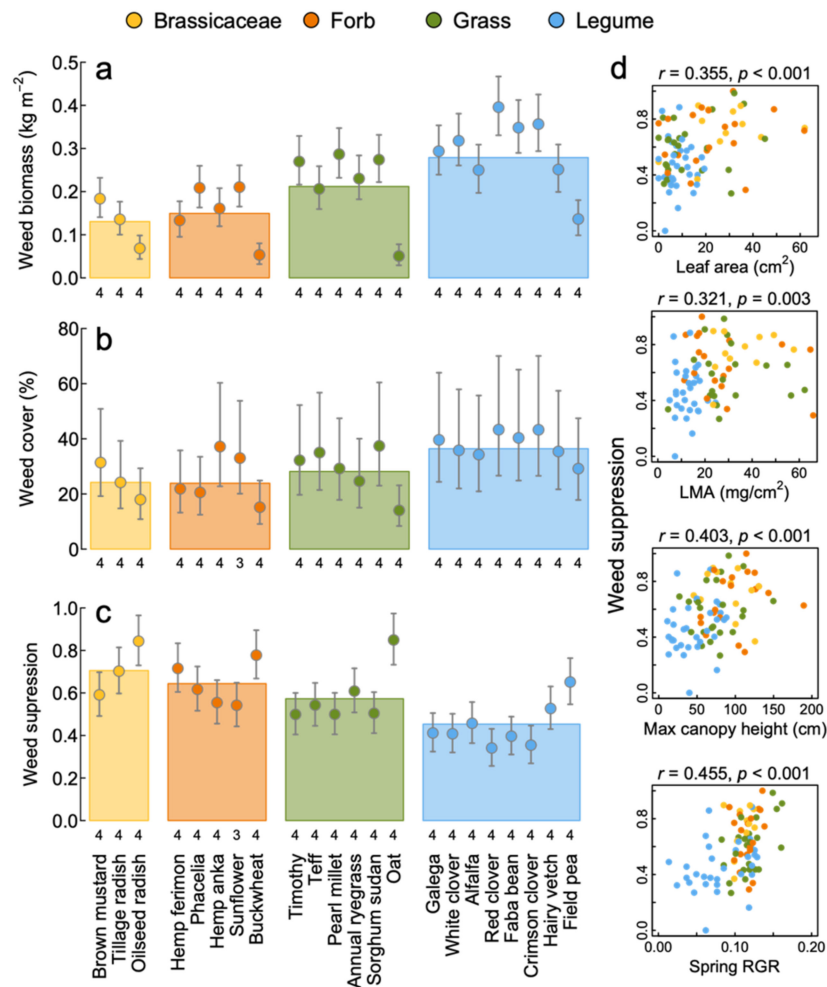 Brassicaceae Forb Grass Legume
a
Weed biomass (kg m−2)
0.5
0.4
0.3
0.2
0.1
0.0
4 4 4 4 4 4 4 4 4 4 4 4 4 4 4 4 4 4 4 4 4 4
b
Weed cover (%)
80
60
40
20
0
4 4 4 4 4 4 3 4 4 4 4 4 4 4 4 4 4 4 4 4 4 4
c
Weed supression
1.0
0.8
0.6
0.4
0.2
0.0
4 4 4 4 4 4 3 4 4 4 4 4 4 4 4 4 4 4 4 4 4 4
Brown mustard
Tillage radish
Oilseed radish
Hemp ferimon
Phacelia
Hemp anka
Sunflower
Buckwheat
Timothy
Teff
Pearl millet
Annual ryegrass
Sorghum sudan
Oat
Galega
White clover
Alfalfa
Red clover
Faba bean
Crimson clover
Hairy vetch
Field pea
d
Weed suppression
r = 0.355, p < 0.001
0.8
0.4
0.0
0 20 40 60
Leaf area (cm2)
r = 0.321, p = 0.003
0.8
0.4
0.0
0 20 40 60
LMA (mg/cm2)
r = 0.403, p < 0.001
0.8
0.4
0.0
0 50 100 150 200
Max canopy height (cm)
r = 0.455, p < 0.001
0.8
0.4
0.0
0.00 0.10 0.20
Spring RGR